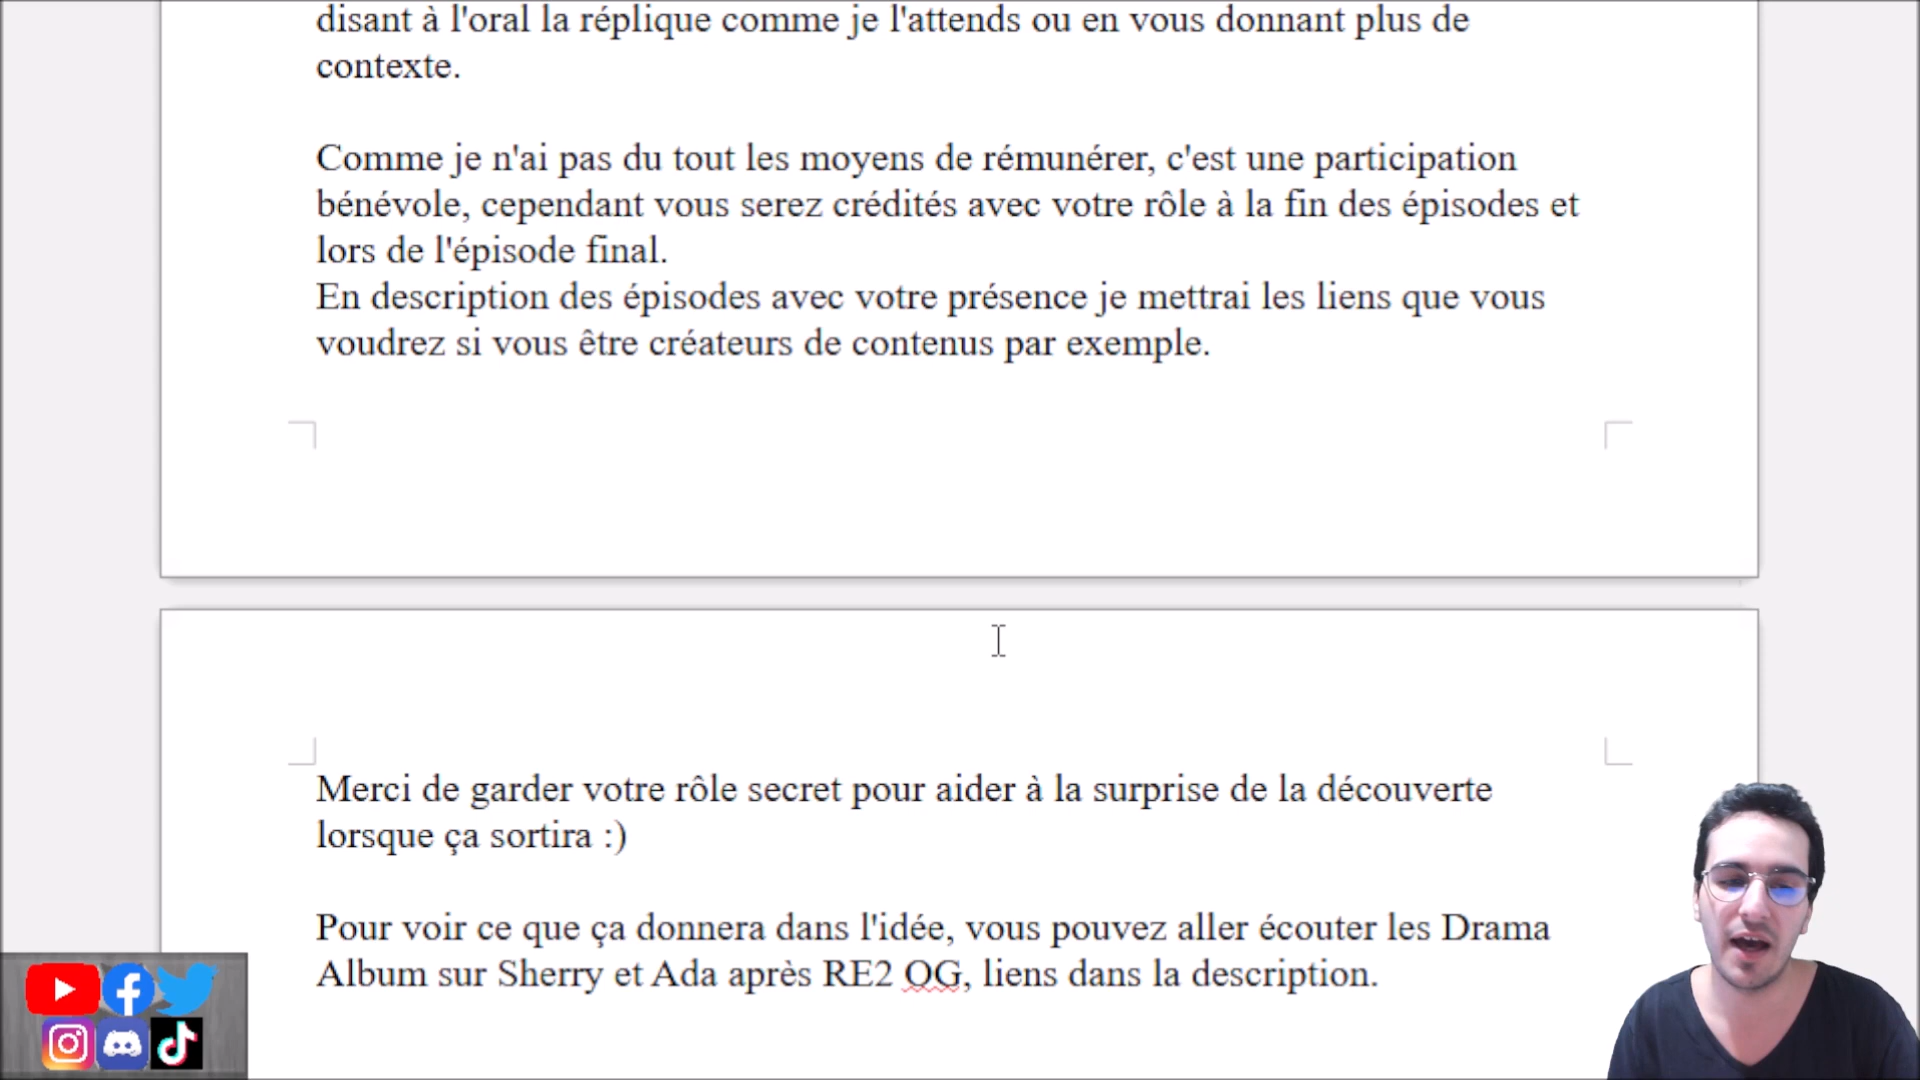 disant à l'oral la réplique comme je l'attends ou en vous donnant plus de
contexte.
Comme je n'ai pas du tout les moyens de rémunérer, c'est une participation
bénévole, cependant vous serez crédités avec votre rôle à la fin des épisodes et
lors de l'épisode final.
En description des épisodes avec votre présence je mettrai les liens que vous
voudrez si vous être créateurs de contenus par exemple.
Merci de garder votre rôle secret pour aider à la surprise de la découverte
lorsque ça sortira :)
Pour voir ce que ça donnera dans l'idée, vous pouvez aller écouter les Drama
Album sur Sherry et Ada après RE2 OG, liens dans la description.